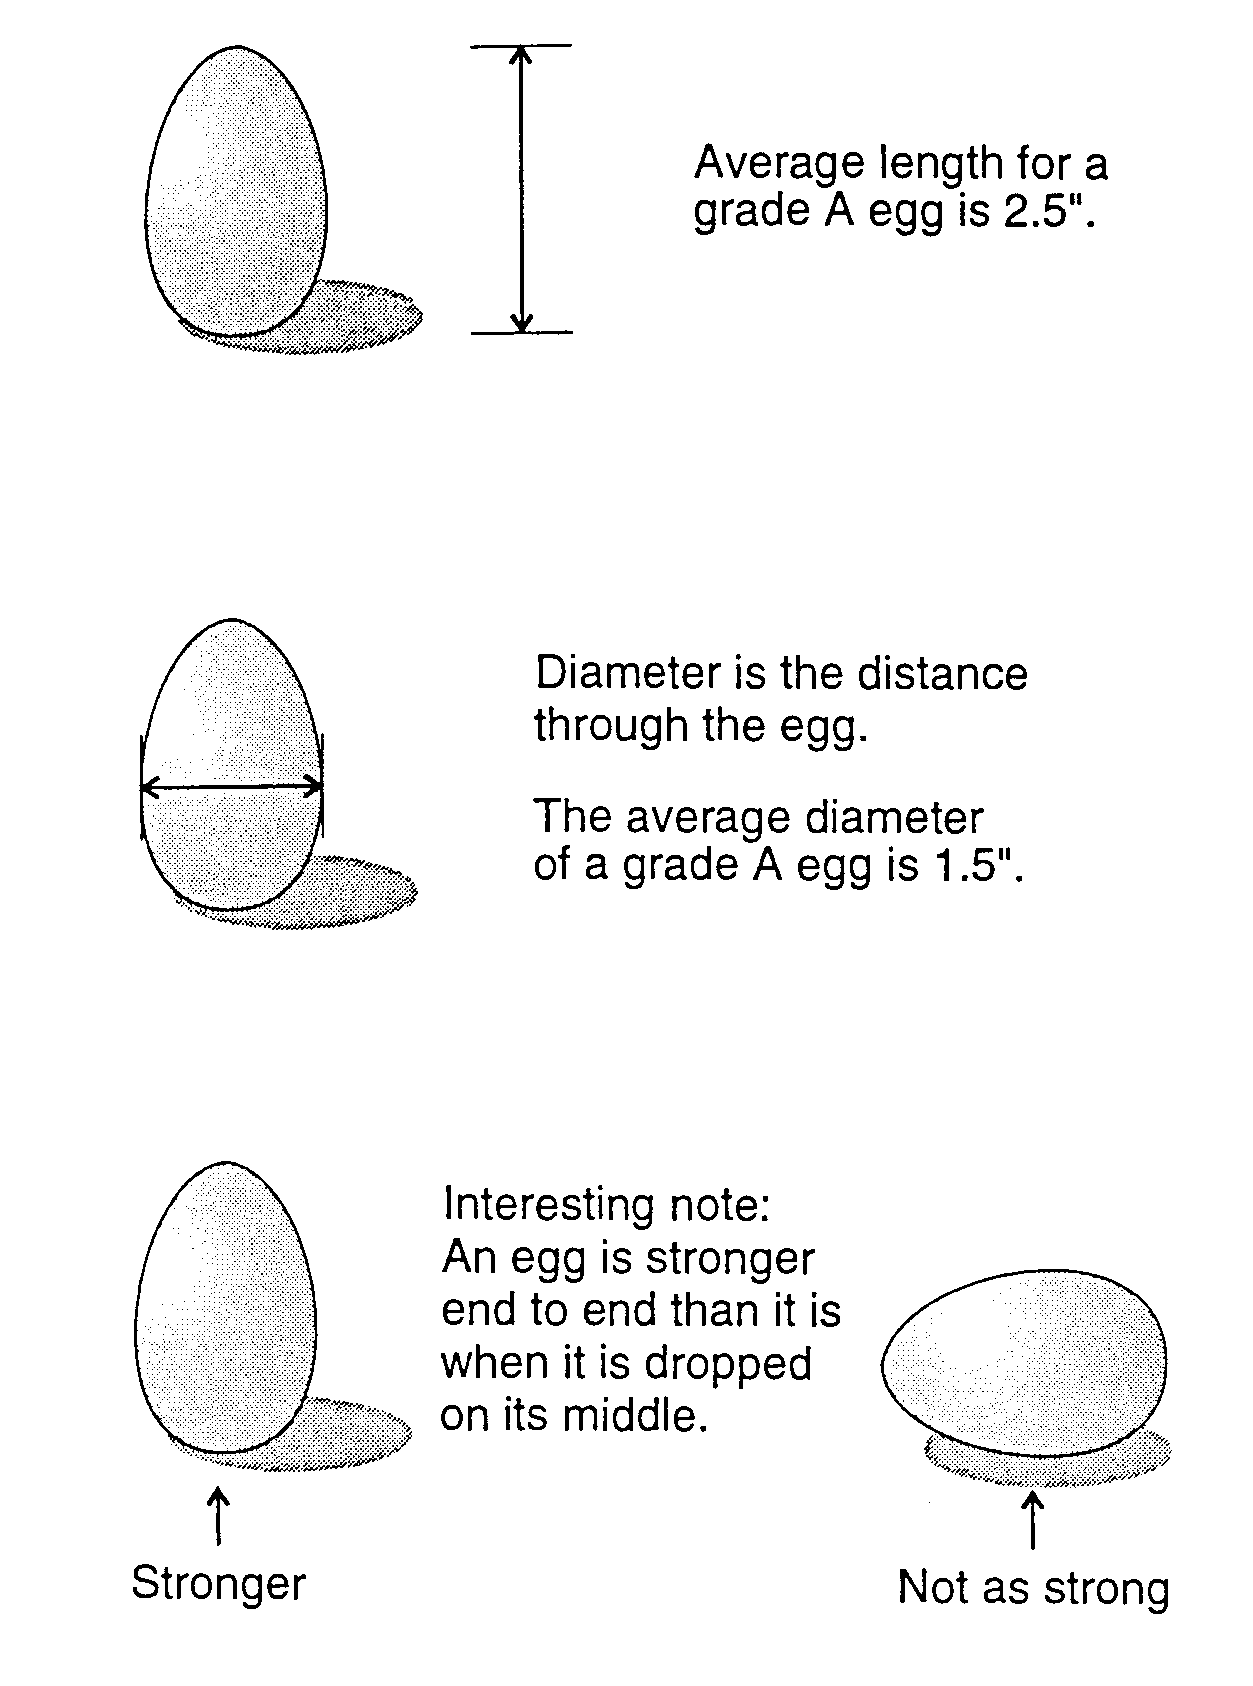 Average length for a
grade A egg is 2.5".
Diameter is the distance
through the egg.
The average diameter
of a grade A egg is 1.5".
Interesting note:
An egg is stronger
end to end than it is
when it is dropped
on its middle.
Stronger
Not as strong